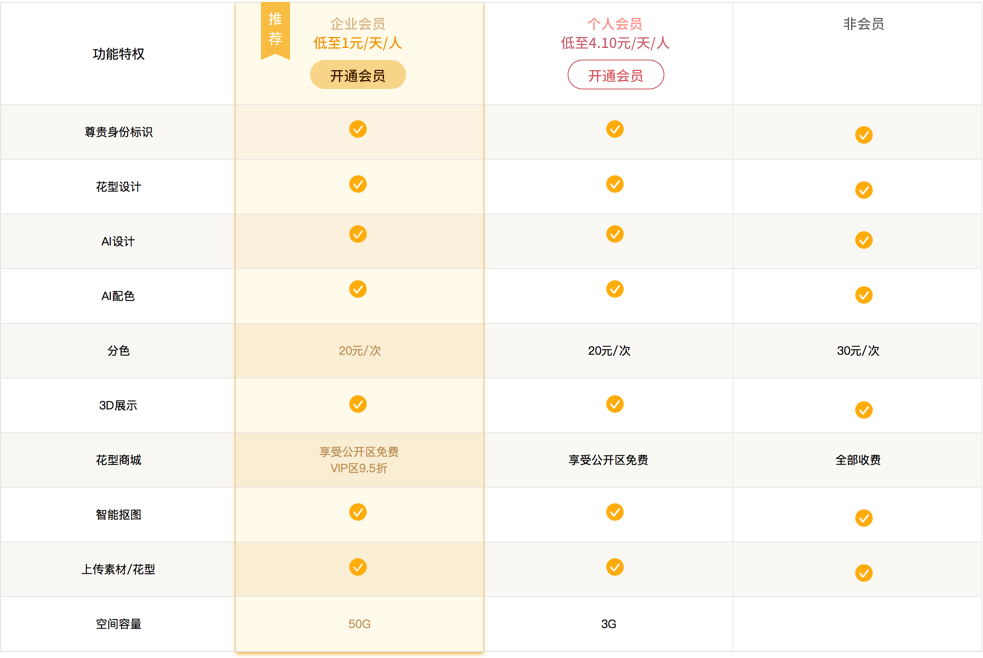 功能特权
推荐
企业会员
低至1元/天/人
开通会员
个人会员
低至4.10元/天/人
开通会员
非会员
尊贵身份标识
花型设计
AI设计
AI配色
分色
20元/次
20元/次
30元/次
3D展示
花型商城
享受公开区免费
VIP区9.5折
享受公开区免费
全部收费
智能抠图
上传素材/花型
空间容量
50G
3G